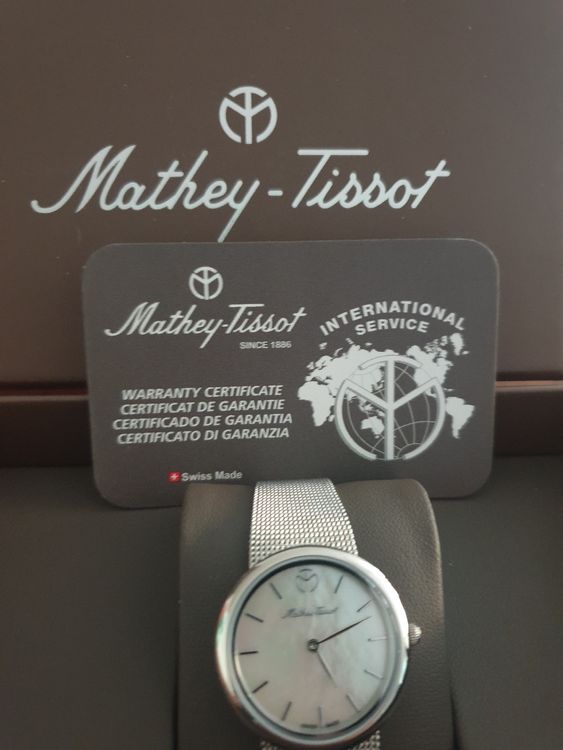 Mathey-Tissot
Mathey-Tissot
SINCE 1886
INTERNATIONAL
SERVICE
WARRANTY CERTIFICATE
CERTIFICAT DE GARANTIE
CERTIFICADO DE GARANTIA
CERTIFICATO DI GARANZIA
Swiss Made
Mathey-Tissot